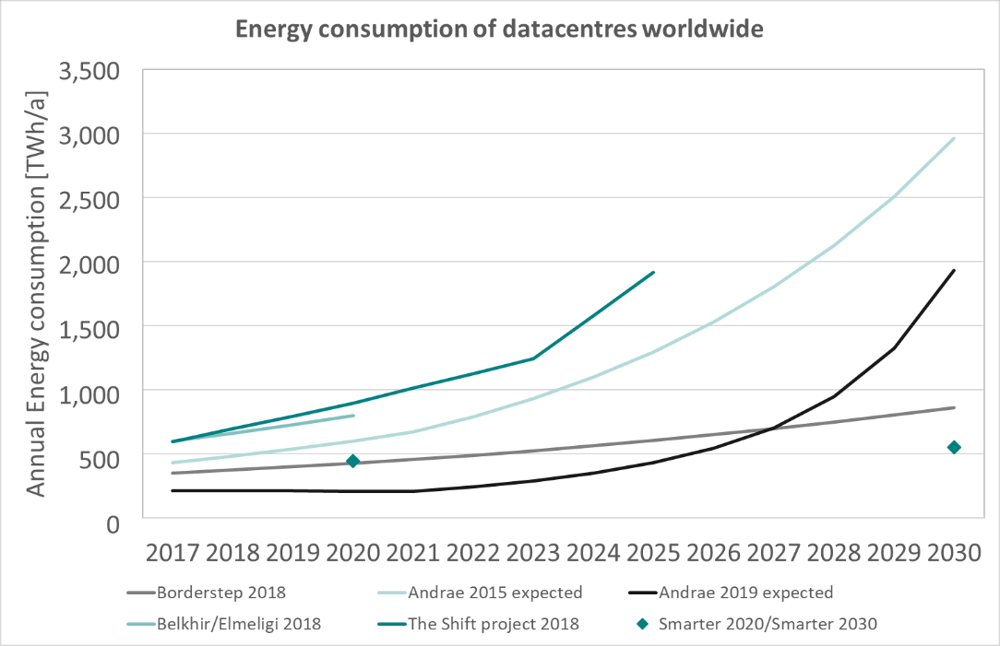 Energy consumption of datacentres worldwide
Annual Energy consumption [TWh/a]
3,500
3,000
2,500
2,000
1,500
1,000
500
0
2017 2018 2019 2020 2021 2022 2023 2024 2025 2026 2027 2028 2029 2030
Borderstep 2018 Andrae 2015 expected Andrae 2019 expected
Belkhir/Elmeligi 2018 The Shift project 2018 Smarter 2020/Smarter 2030